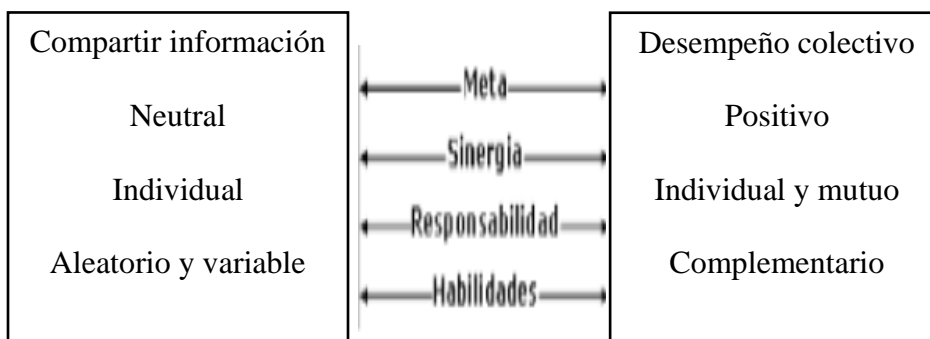 Compartir información
Neutral
Individual
Aleatorio y variable
Meta
Sinergia
Responsabilidad
Habilidades
Desempeño colectivo
Positivo
Individual y mutuo
Complementario